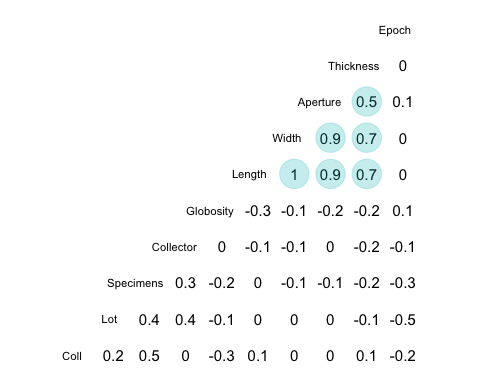 Epoch
Thickness 0
Aperture 0.5 0.1
Width 0.9 0.7 0
Length 1 0.9 0.7 0
Globosity -0.3 -0.1 -0.2 -0.2 0.1
Collector 0 -0.1 -0.1 0 -0.2 -0.1
Specimens 0.3 -0.2 0 -0.1 -0.1 -0.2 -0.3
Lot 0.4 0.4 -0.1 0 0 0 -0.1 -0.5
Coll 0.2 0.5 0 -0.3 0.1 0 0 0.1 -0.2